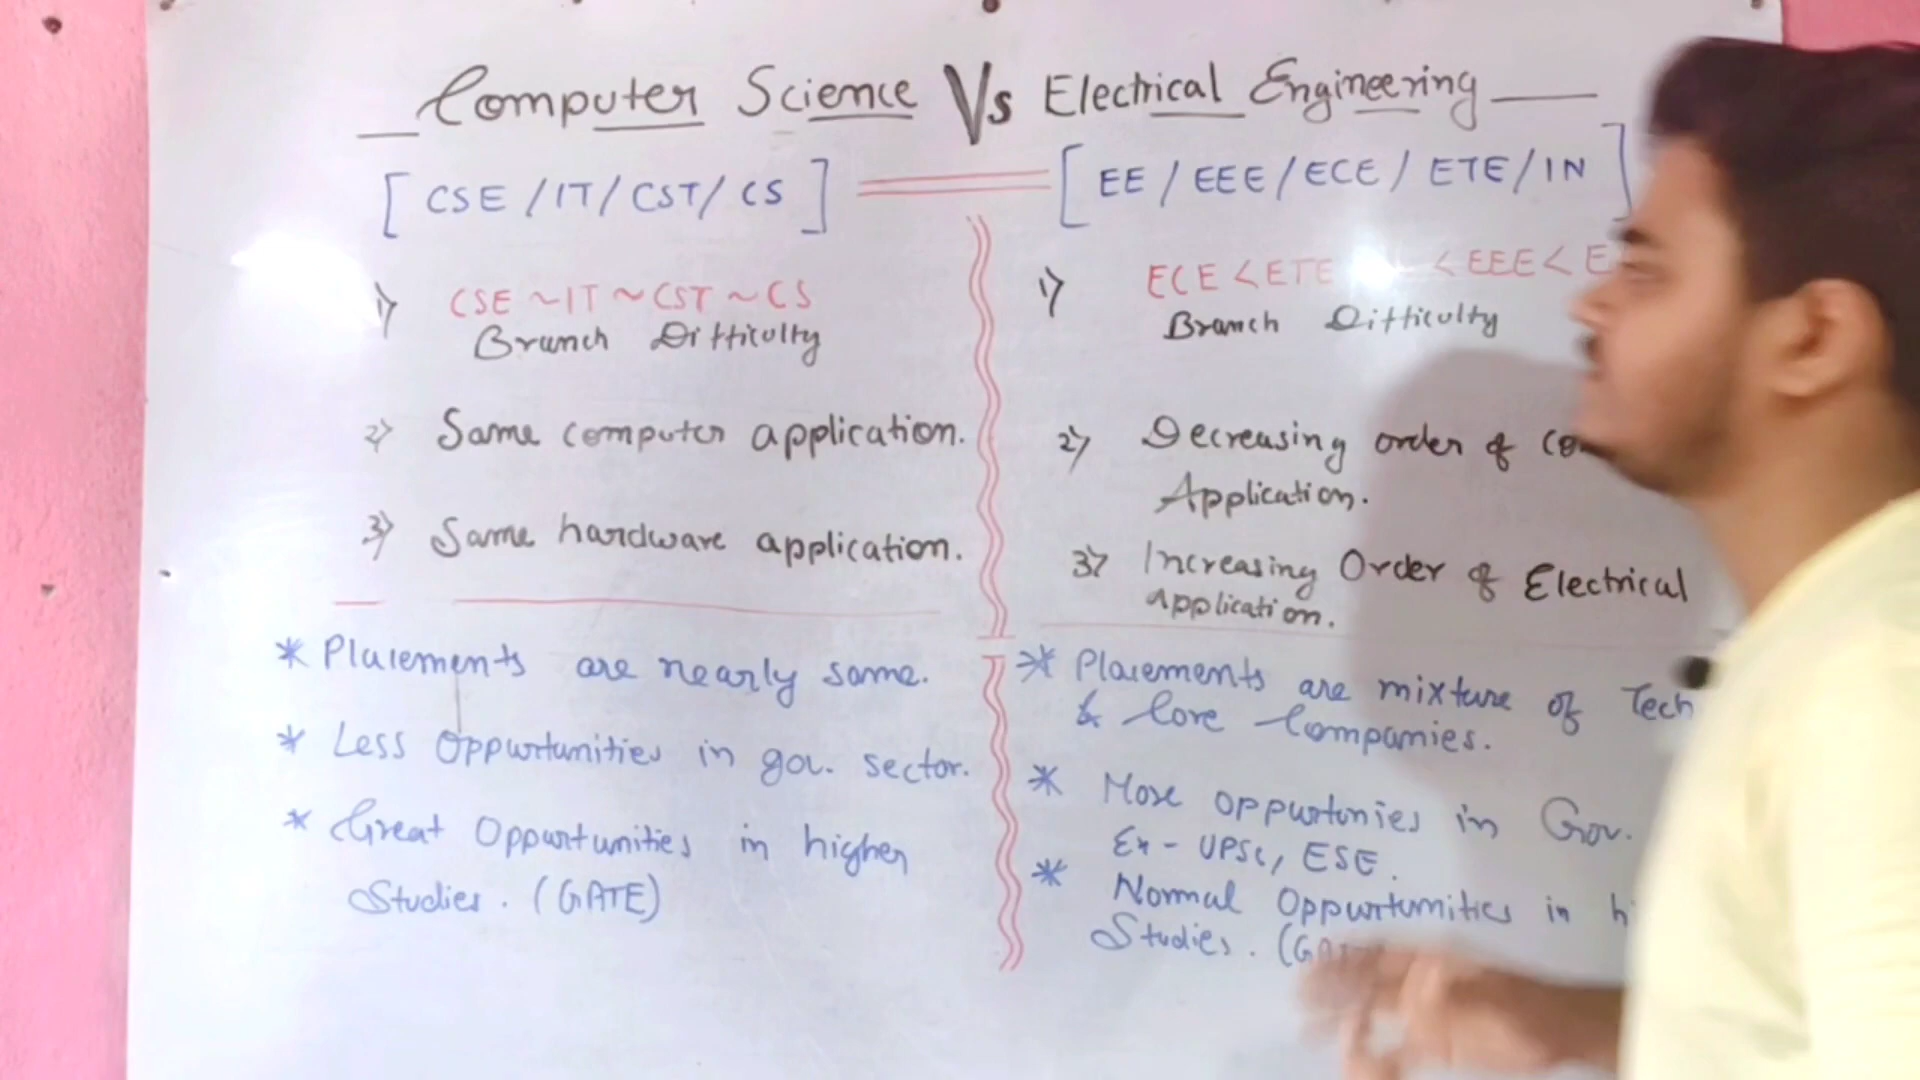 Computer Science Vs Electrical Engineering
[ CSE / IT / CST / CS ]
[ EE / EEE / ECE / ETE / IN ]
1) CSE ~ IT ~ CST ~ CS
Branch Difficulty
2) Same computer application.
3) Same hardware application.
* Placements are nearly same.
* Less Oppurtunities in gov. sector.
* Great Oppurtunities in higher
Studies. (GATE)
1) ECE < ETE < EEE <
Branch Difficulty
2) Decreasing order of
Application.
3) Increasing Order of Electrical
application.
* Placements are mixture of Tech
& Core Companies.
* More oppurtunies in Gov.
Ex - UPSC, ESE.
* Normal Oppurtunities in
Studies.